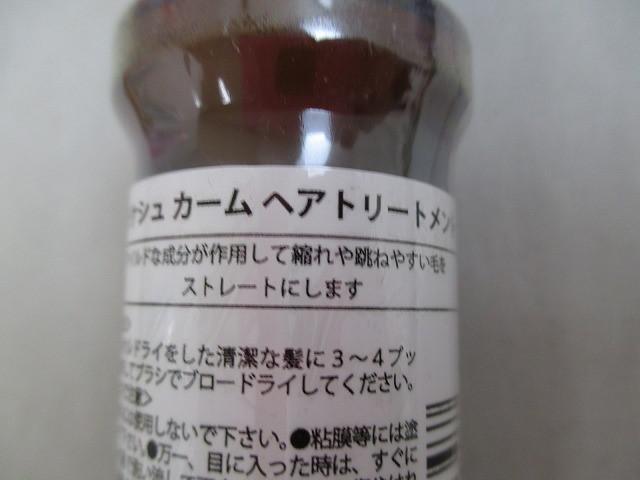 シュ カーム ヘアトリートメン
ルドな成分が作用して縮れや跳ねやすい毛を
ストレートにします
ドライをした清潔な髪に3〜4プッ
してブラシでブロードライしてください。
は使用しないで下さい。●粘膜等には塗
い。●万一、目に入った時は、すぐに